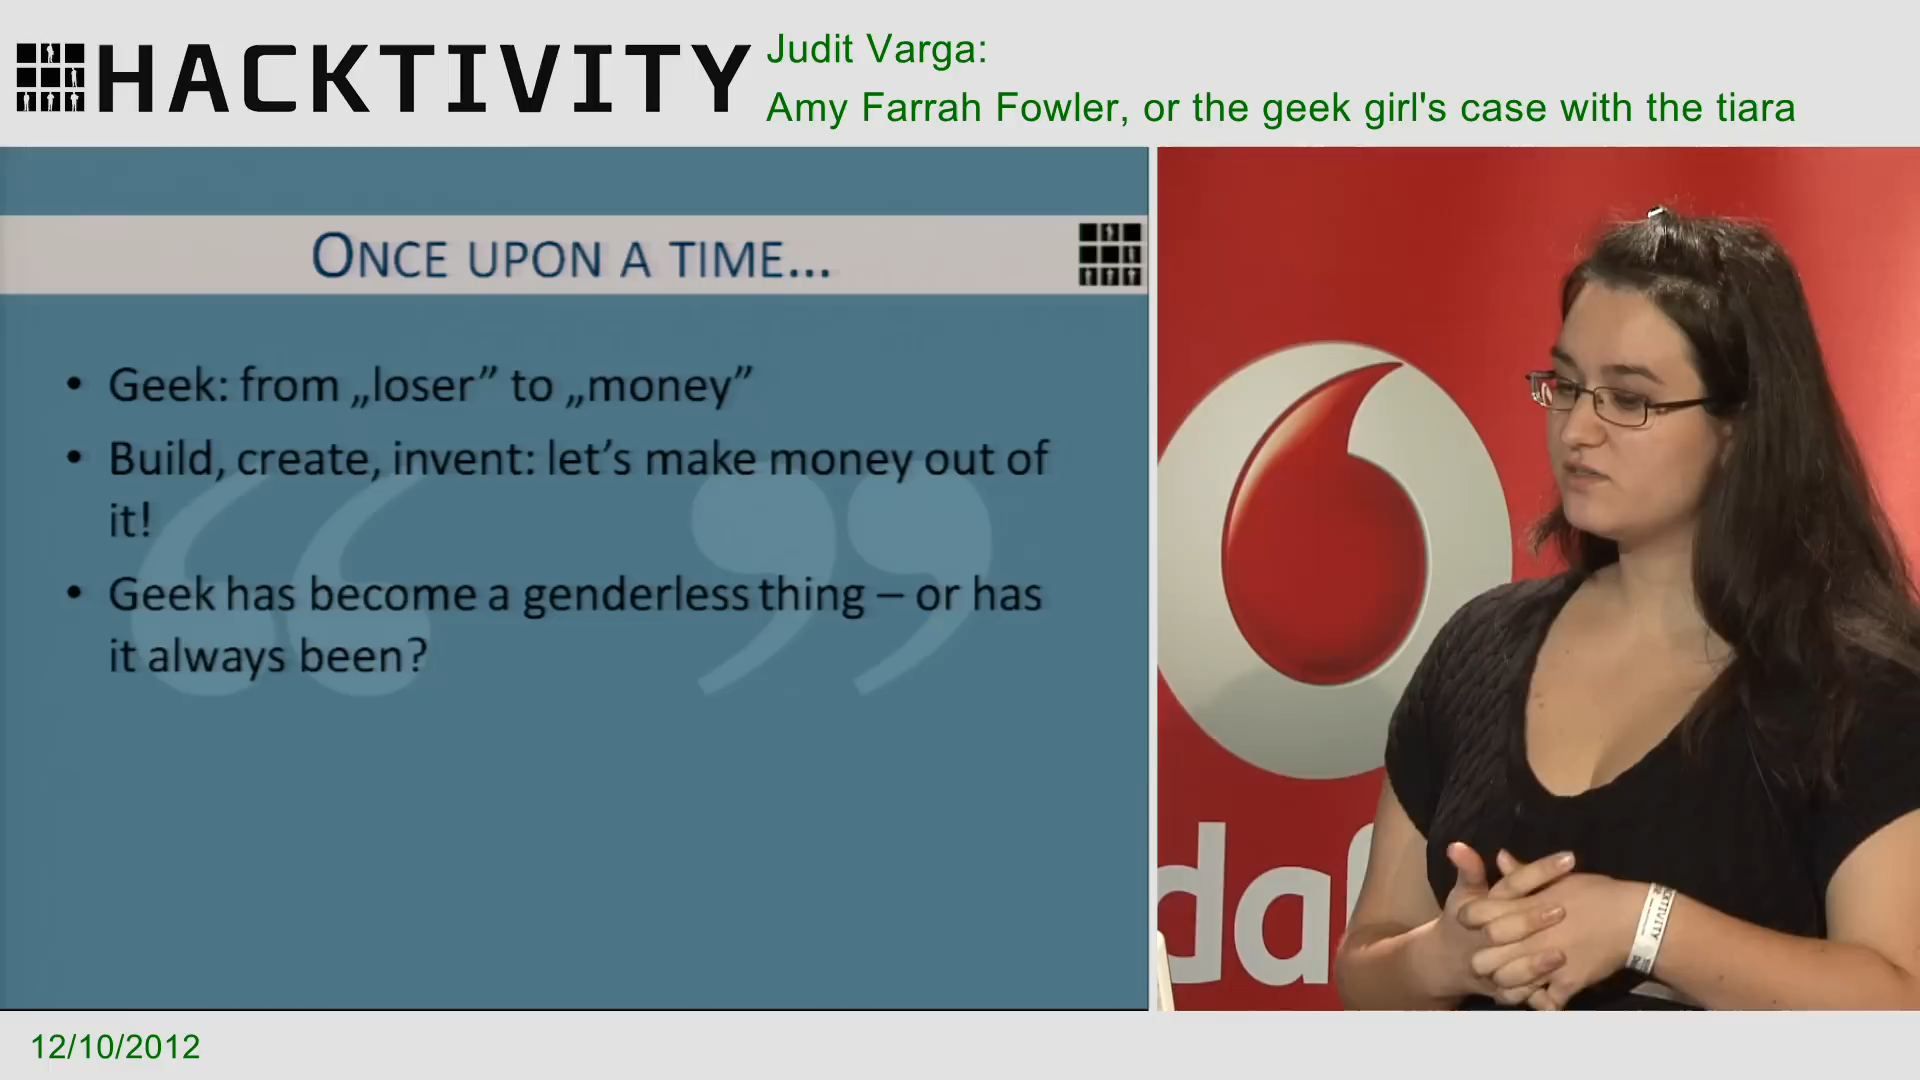 HACKTIVITY
Judit Varga:
Amy Farrah Fowler, or the geek girl's case with the tiara
ONCE UPON A TIME...
• Geek: from „loser” to „money”
• Build, create, invent: let’s make money out of
it!
• Geek has become a genderless thing – or has
it always been?
“ ”
daf
HACKTIVITY
12/10/2012